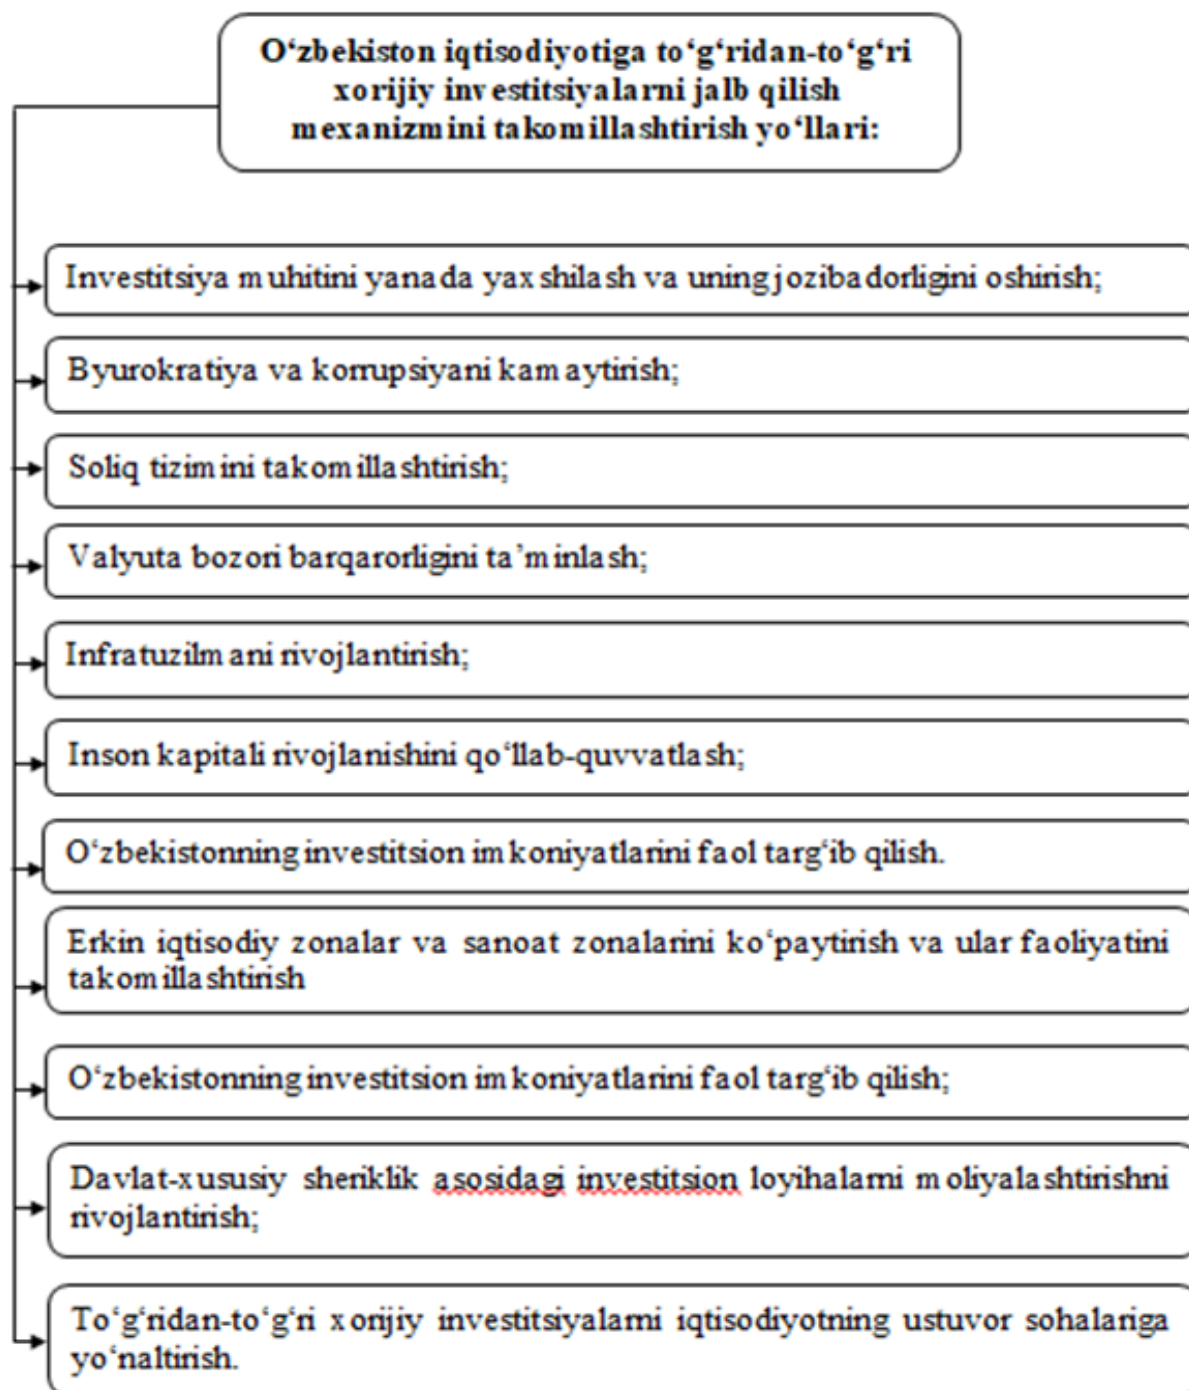 O‘zbekiston iqtisodiyotiga to‘g‘ridan-to‘g‘ri
xorijiy investitsiyalarni jalb qilish
mexanizmini takomillashtirish yo‘llari:
Investitsiya muhitini yanada yaxshilash va uning jozibadorligini oshirish;
Byurokratiya va korrupsiyani kamaytirish;
Soliq tizimini takomillashtirish;
Valyuta bozori barqarorligini ta’minlash;
Infratuzilmani rivojlantirish;
Inson kapitali rivojlanishini qo‘llab-quvvatlash;
O‘zbekistonning investitsion imkoniyatlarini faol targ‘ib qilish.
Erkin iqtisodiy zonalar va sanoat zonalarini ko‘paytirish va ular faoliyatini
takomillashtirish
O‘zbekistonning investitsion imkoniyatlarini faol targ‘ib qilish;
Davlat-xususiy sheriklik asosidagi investitsion loyihalarni moliyalashtirishni
rivojlantirish;
To‘g‘ridan-to‘g‘ri xorijiy investitsiyalarni iqtisodiyotning ustuvor sohalariga
yo‘naltirish.